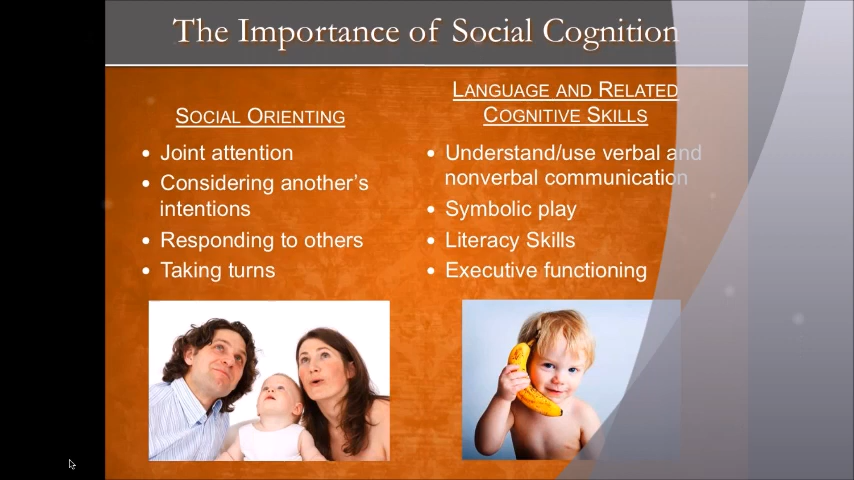 The Importance of Social Cognition
SOCIAL ORIENTING
• Joint attention
• Considering another’s
intentions
• Responding to others
• Taking turns
LANGUAGE AND RELATED
COGNITIVE SKILLS
• Understand/use verbal and
nonverbal communication
• Symbolic play
• Literacy Skills
• Executive functioning